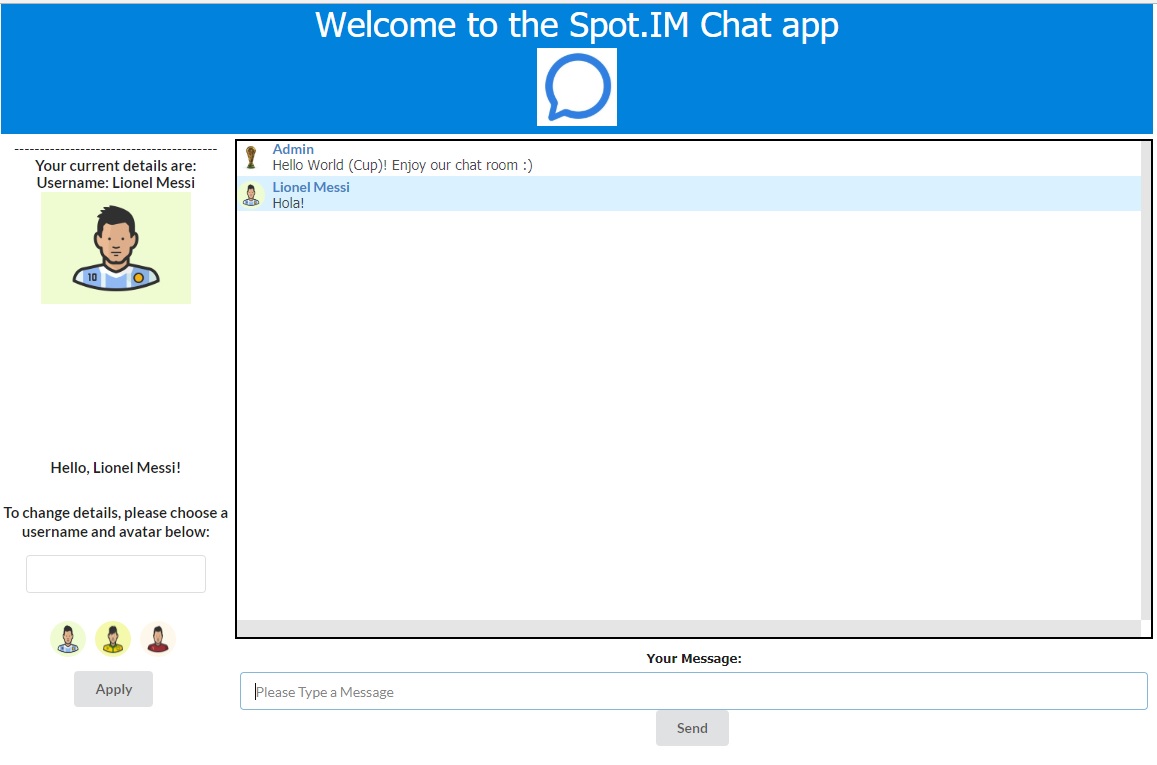 Welcome to the Spot.IM Chat app
----------------------------------------
Your current details are:
Username: Lionel Messi
10
Hello, Lionel Messi!
To change details, please choose a
username and avatar below:
Apply
Admin
Hello World (Cup)! Enjoy our chat room :)
Lionel Messi
Hola!
Your Message:
Please Type a Message
Send